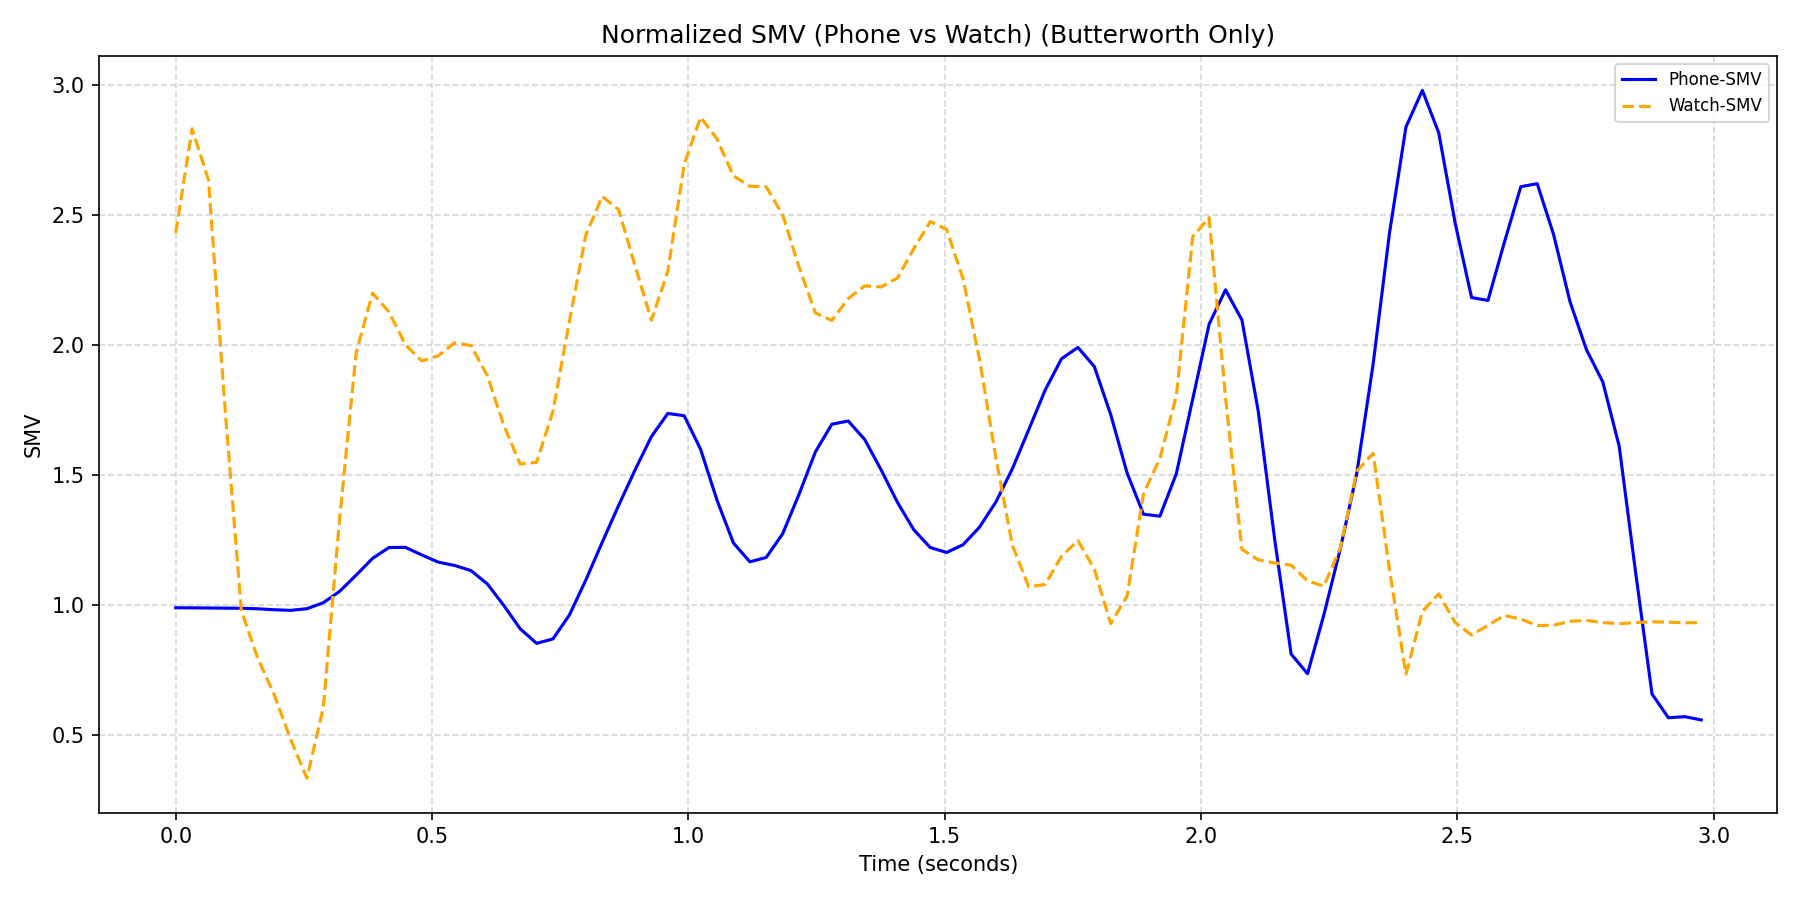 Normalized SMV (Phone vs Watch) (Butterworth Only)
Phone-SMV
Watch-SMV
SMV
3.0
2.5
2.0
1.5
1.0
0.5
0.0 0.5 1.0 1.5 2.0 2.5 3.0
Time (seconds)